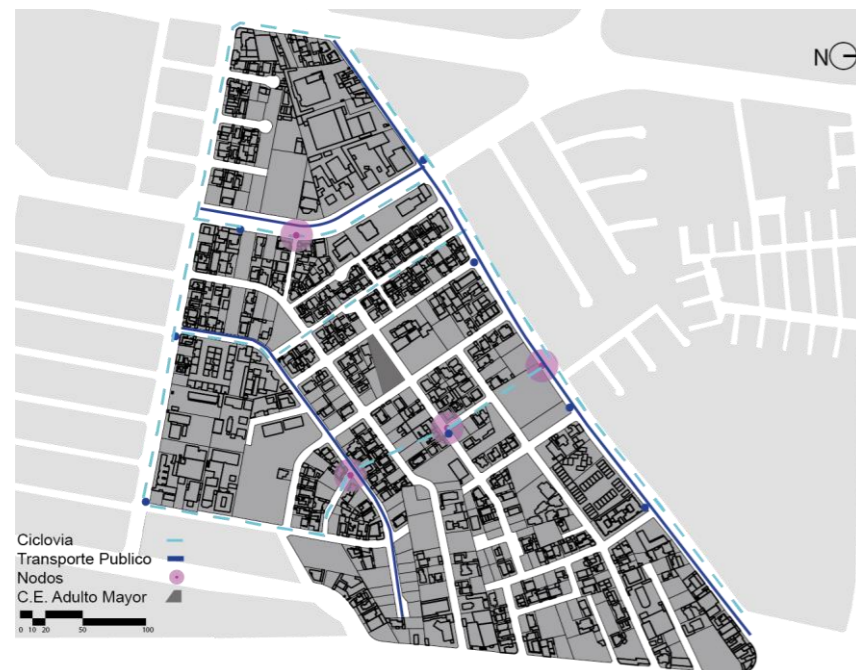 N
Ciclovia
Transporte Publico
Nodos
C.E. Adulto Mayor
0 10 20 50 100